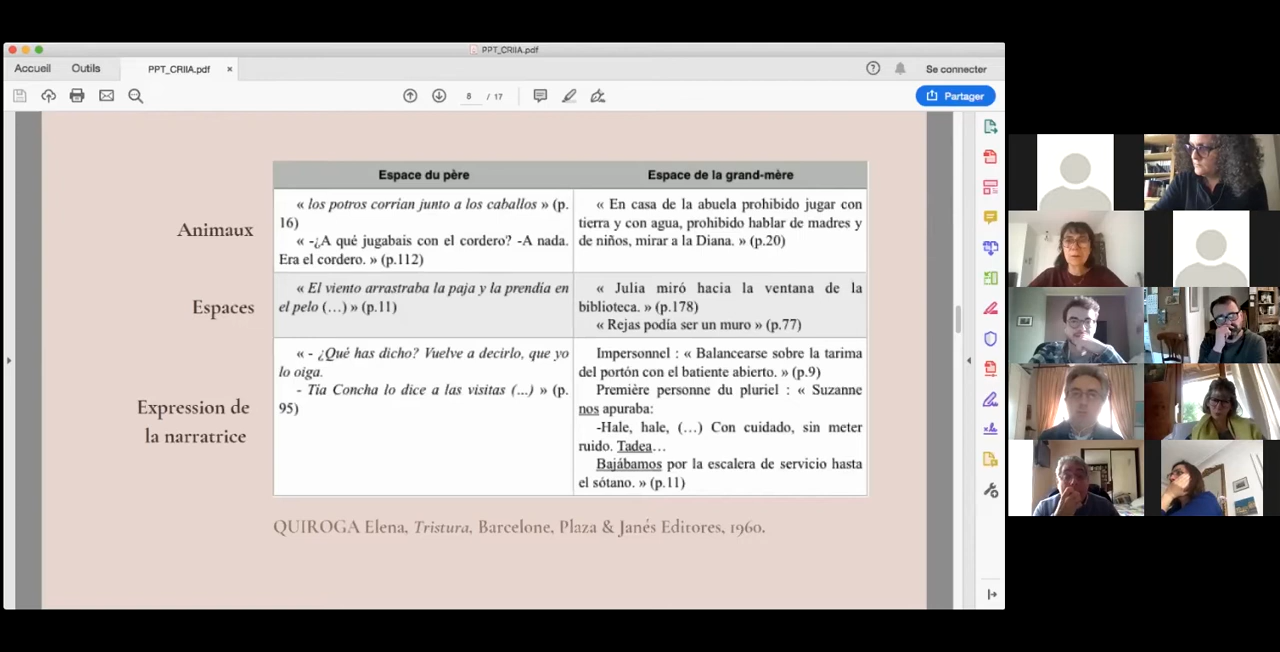 PPT_CRIIA.pdf
Accueil Outils PPT_CRIIA.pdf × Se connecter
8 / 17 Partager
Espace du père Espace de la grand-mère
Animaux
« los potros corrian junto a los caballos » (p.
16)
« -¿A qué jugabais con el cordero? -A nada.
Era el cordero. » (p.112)
« En casa de la abuela prohibido jugar con
tierra y con agua, prohibido hablar de madres y
de niños, mirar a la Diana. » (p.20)
Espaces
« El viento arrastraba la paja y la prendía en
el pelo (…) » (p.11)
« Julia miró hacia la ventana de la
biblioteca. » (p.178)
« Rejas podía ser un muro » (p.77)
Expression de
la narratrice
« - ¿Qué has dicho? Vuelve a decirlo, que yo
lo oiga.
- Tía Concha lo dice a las visitas (...) » (p.
95)
Impersonnel : « Balancearse sobre la tarima
del portón con el batiente abierto. » (p.9)
Première personne du pluriel : « Suzanne
nos apuraba:
-Hale, hale, (…) Con cuidado, sin meter
ruido. Tadea…
Bajábamos por la escalera de servicio hasta
el sótano. » (p.11)
QUIROGA Elena, Tristura, Barcelone, Plaza & Janés Editores, 1960.